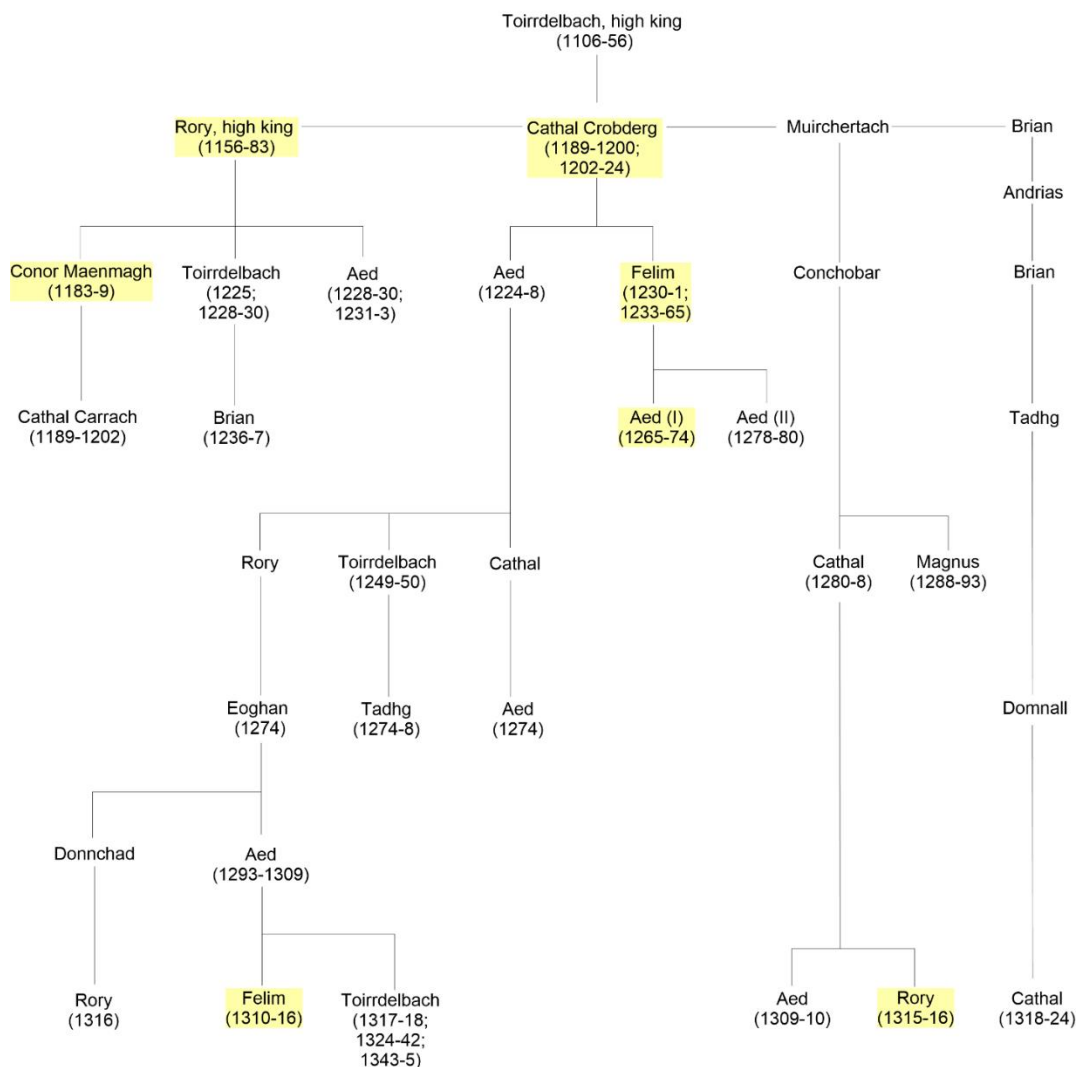 Toirrdelbach, high king
(1106-56)
Rory, high king
(1156-83)
Cathal Crobderg
(1189-1200;
1202-24)
Muirchertach
Brian
Andrias
Conor Maenmagh
(1183-9)
Toirrdelbach
(1225;
1228-30)
Aed
(1228-30;
1231-3)
Aed
(1224-8)
Felim
(1230-1;
1233-65)
Conchobar
Brian
Cathal Carrach
(1189-1202)
Brian
(1236-7)
Aed (I)
(1265-74)
Aed (II)
(1278-80)
Tadhg
Rory
Toirrdelbach
(1249-50)
Cathal
Cathal
(1280-8)
Magnus
(1288-93)
Eoghan
(1274)
Tadhg
(1274-8)
Aed
(1274)
Domnall
Donnchad
Aed
(1293-1309)
Rory
(1316)
Felim
(1310-16)
Toirrdelbach
(1317-18;
1324-42;
1343-5)
Aed
(1309-10)
Rory
(1315-16)
Cathal
(1318-24)